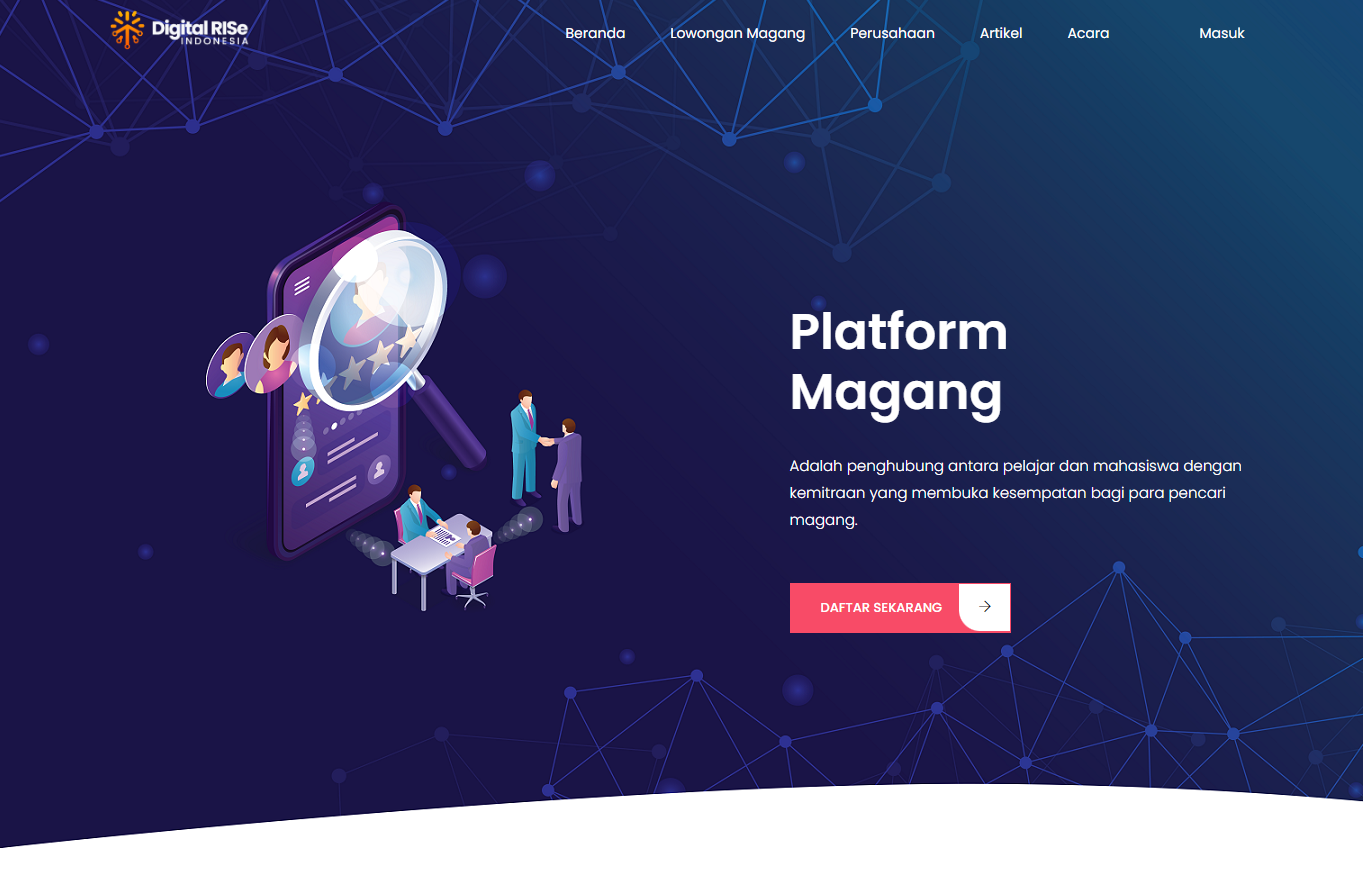 Digital RISe
INDONESIA
Beranda Lowongan Magang Perusahaan Artikel Acara Masuk
Platform
Magang
Adalah penghubung antara pelajar dan mahasiswa dengan
kemitraan yang membuka kesempatan bagi para pencari
magang.
DAFTAR SEKARANG